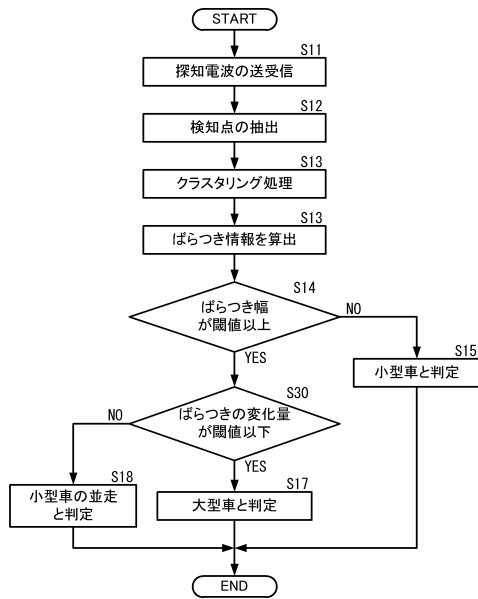 START
S11
探知電波の送受信
S12
検知点の抽出
S13
クラスタリング処理
S13
ばらつき情報を算出
S14
ばらつき幅
が閾値以上
NO
YES
S15
小型車と判定
S30
ばらつきの変化量
が閾値以下
NO
YES
S18
小型車の並走
と判定
S17
大型車と判定
END